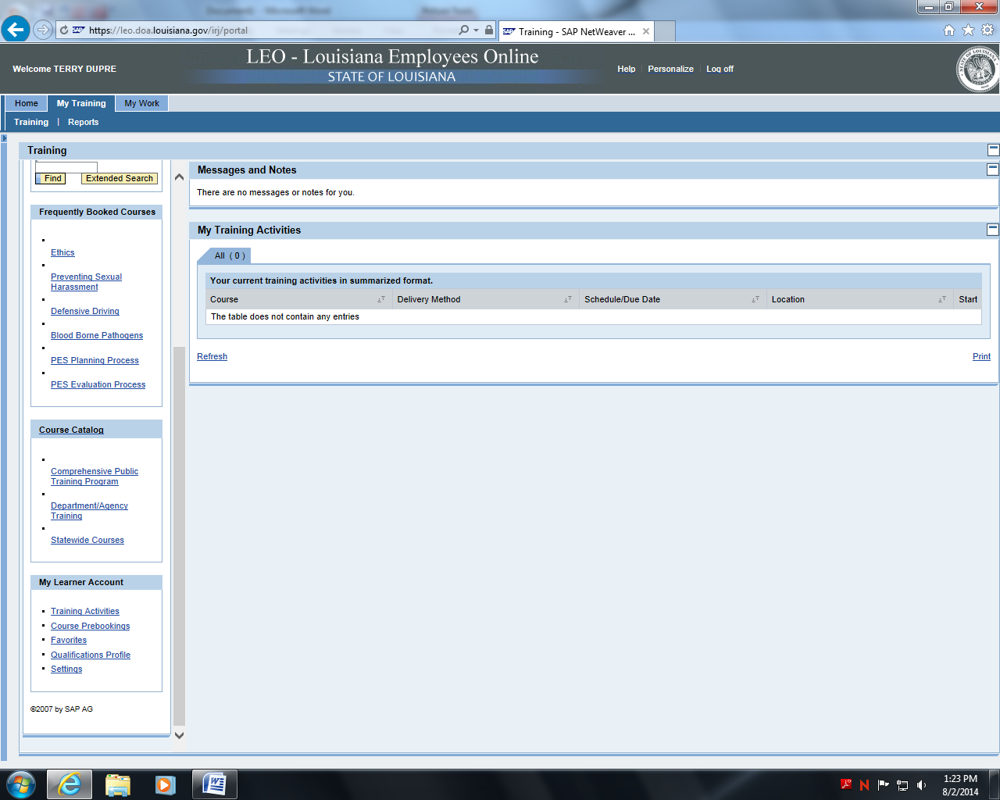 https://leo.doa.louisiana.gov/irj/portal
Training - SAP NetWeaver ...
Welcome TERRY DUPRE
LEO - Louisiana Employees Online
STATE OF LOUISIANA
Help
Personalize
Log off
Home
My Training
My Work
Training | Reports
Training
Find
Extended Search
Frequently Booked Courses
Ethics
Preventing Sexual
Harassment
Defensive Driving
Blood Borne Pathogens
PES Planning Process
PES Evaluation Process
Course Catalog
Comprehensive Public
Training Program
Department/Agency
Training
Statewide Courses
My Learner Account
Training Activities
Course Prebookings
Favorites
Qualifications Profile
Settings
©2007 by SAP AG
Messages and Notes
There are no messages or notes for you.
My Training Activities
All ( 0 )
Your current training activities in summarized format.
Course
Delivery Method
Schedule/Due Date
Location
Start
The table does not contain any entries
Refresh
Print
1:23 PM
8/2/2014